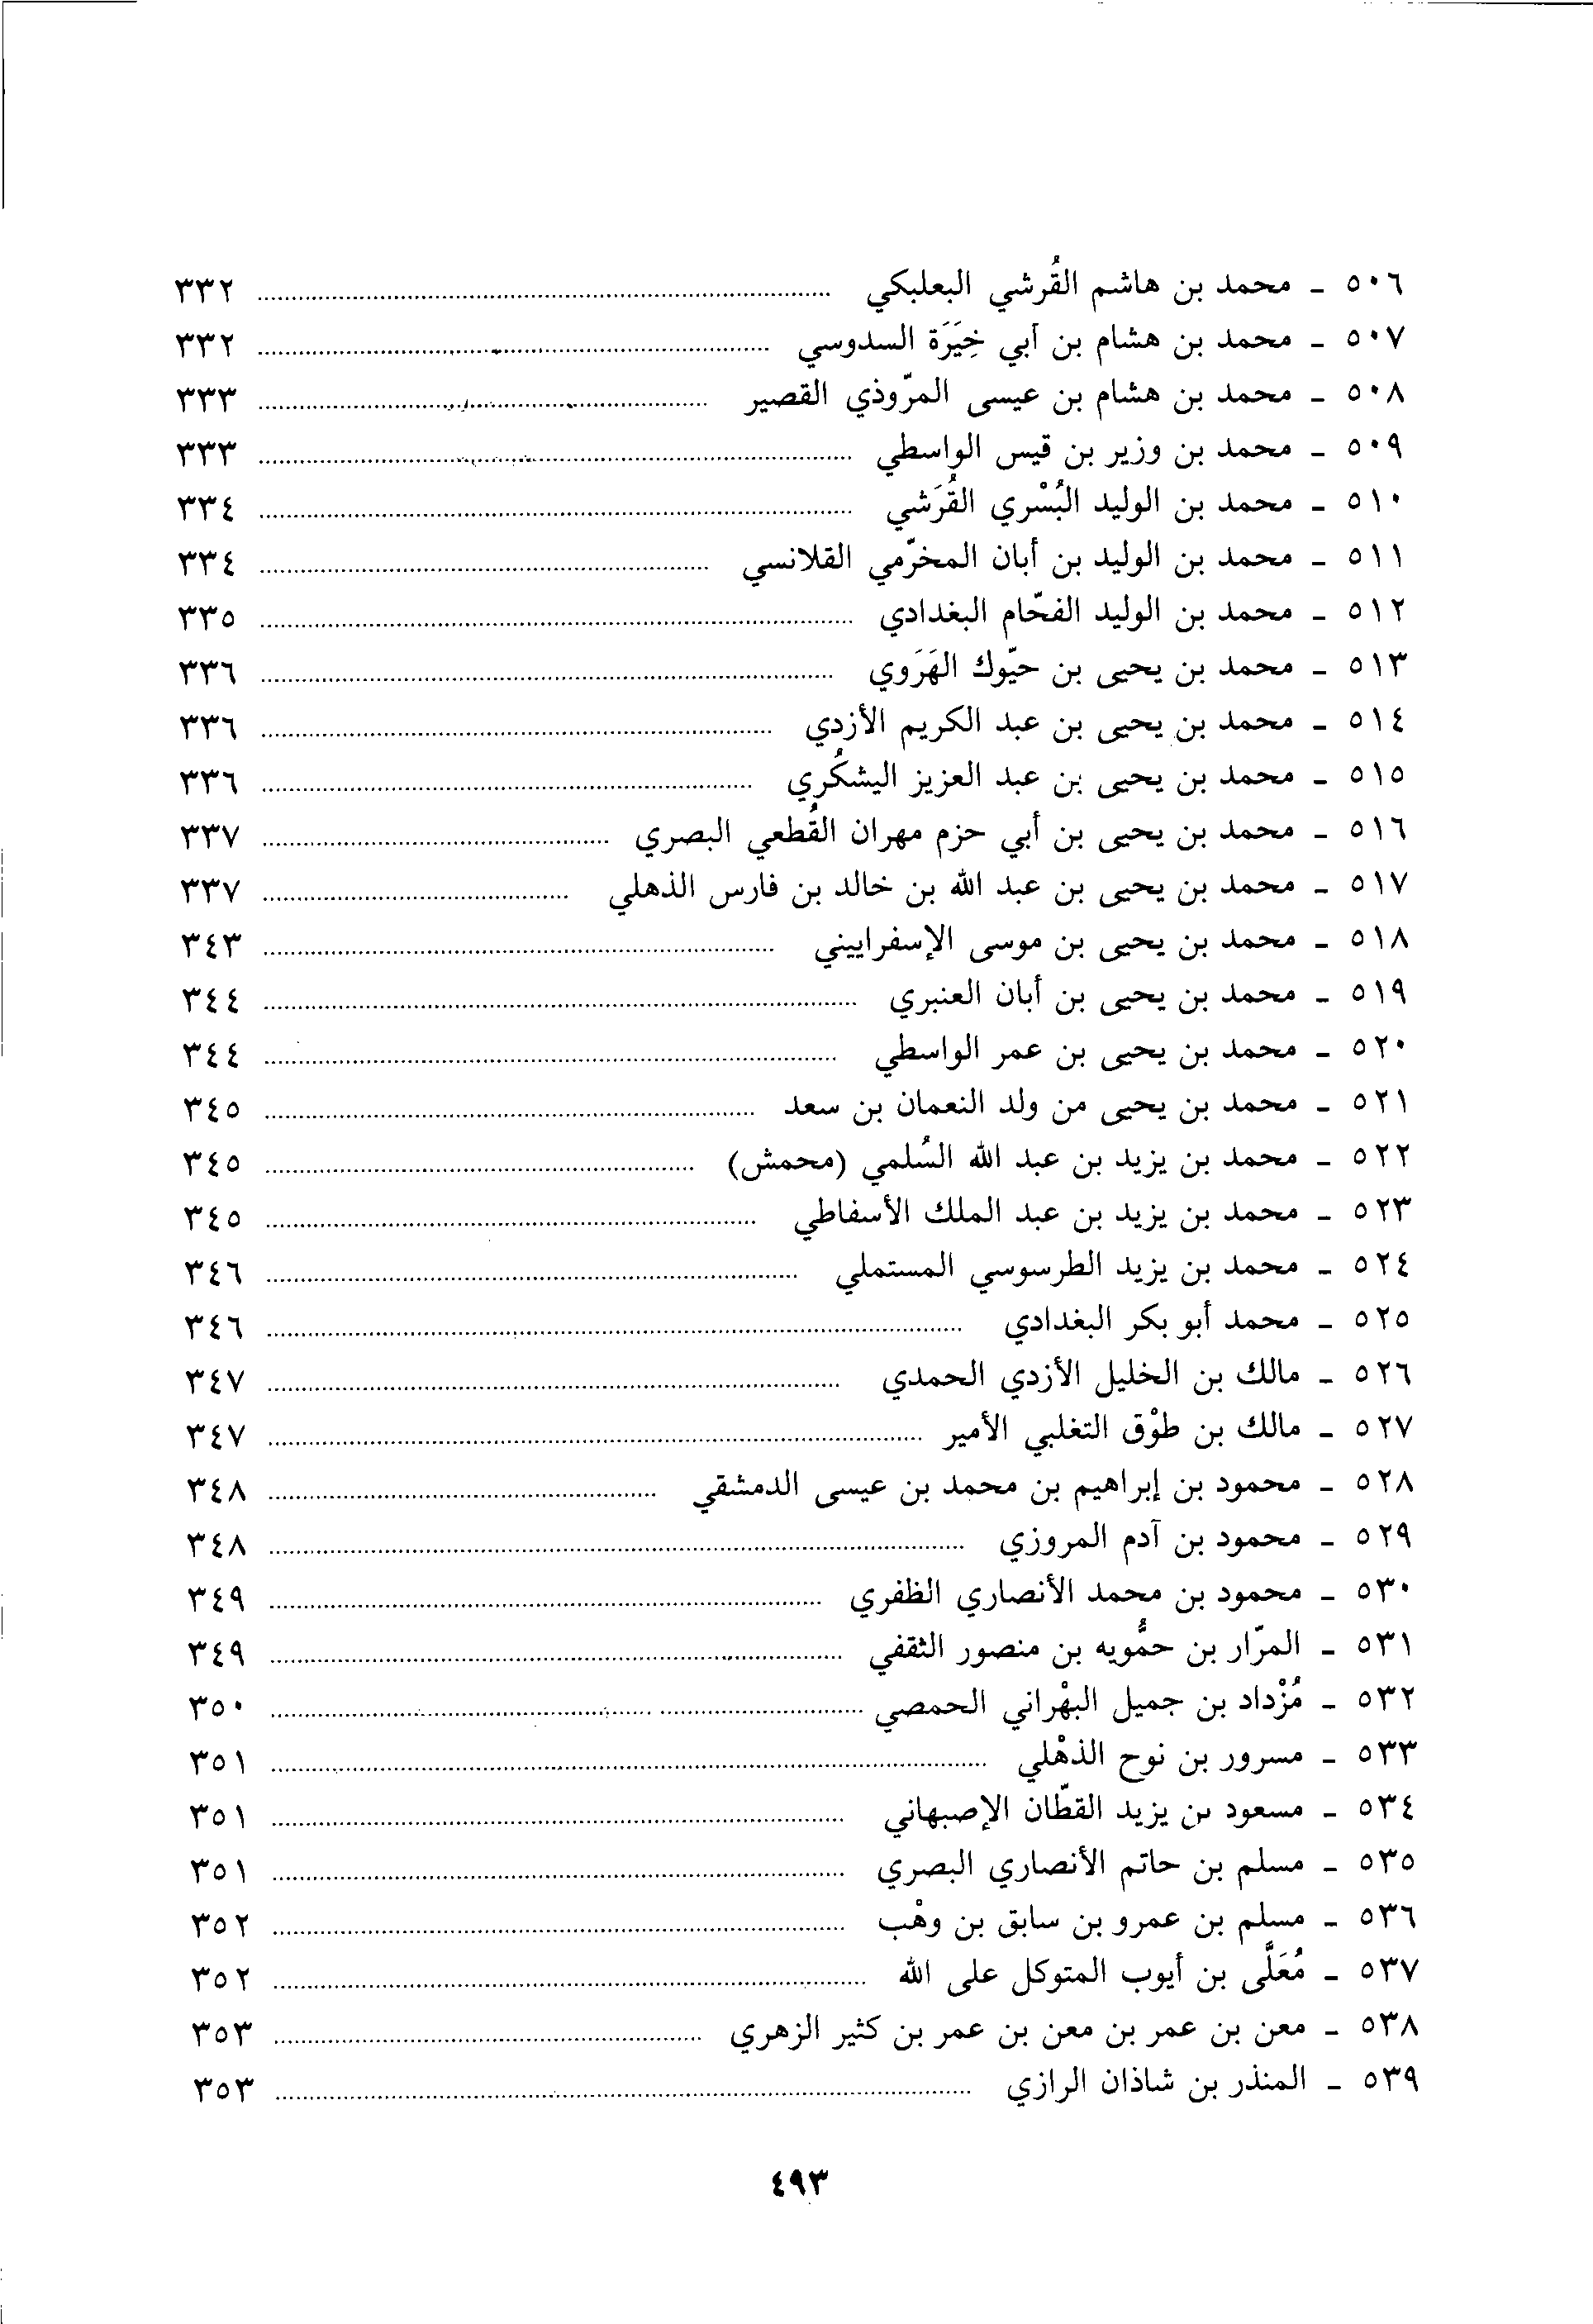 ٥٠٦ - محمد بن هاشم القُرشي البعلبكي ........ ٣٣٢
٥٠٧ - محمد بن هشام بن أبي خِيَرَة السدوسي ........ ٣٣٢
٥٠٨ - محمد بن هشام بن عيسى المرّوذي القصير ........ ٣٣٣
٥٠٩ - محمد بن وزير بن قيس الواسطي ........ ٣٣٣
٥١٠ - محمد بن الوليد البُسْري القُرَشي ........ ٣٣٤
٥١١ - محمد بن الوليد بن أبان المخرّمي القلانسي ........ ٣٣٤
٥١٢ - محمد بن الوليد الفحّام البغدادي ........ ٣٣٥
٥١٣ - محمد بن يحيى بن حيّوك الهَرَوي ........ ٣٣٦
٥١٤ - محمد بن يحيى بن عبد الكريم الأزدي ........ ٣٣٦
٥١٥ - محمد بن يحيى بن عبد العزيز اليشكُري ........ ٣٣٦
٥١٦ - محمد بن يحيى بن أبي حزم مهران القُطعي البصري ........ ٣٣٧
٥١٧ - محمد بن يحيى بن عبد الله بن خالد بن فارس الذهلي ........ ٣٣٧
٥١٨ - محمد بن يحيى بن موسى الإسفراييني ........ ٣٤٣
٥١٩ - محمد بن يحيى بن أبان العنبري ........ ٣٤٤
٥٢٠ - محمد بن يحيى بن عمر الواسطي ........ ٣٤٤
٥٢١ - محمد بن يحيى من ولد النعمان بن سعد ........ ٣٤٥
٥٢٢ - محمد بن يزيد بن عبد الله السُلمي (محمش) ........ ٣٤٥
٥٢٣ - محمد بن يزيد بن عبد الملك الأسفاطي ........ ٣٤٥
٥٢٤ - محمد بن يزيد الطرسوسي المستملي ........ ٣٤٦
٥٢٥ - محمد أبو بكر البغدادي ........ ٣٤٦
٥٢٦ - مالك بن الخليل الأزدي الحمدي ........ ٣٤٧
٥٢٧ - مالك بن طوْق التغلبي الأمير ........ ٣٤٧
٥٢٨ - محمود بن إبراهيم بن محمد بن عيسى الدمشقي ........ ٣٤٨
٥٢٩ - محمود بن آدم المروزي ........ ٣٤٨
٥٣٠ - محمود بن محمد الأنصاري الظفري ........ ٣٤٩
٥٣١ - المرّار بن حمُّويه بن منصور الثقفي ........ ٣٤٩
٥٣٢ - مُزْداد بن جميل البهْراني الحمصي ........ ٣٥٠
٥٣٣ - مسرور بن نوح الذهْلي ........ ٣٥١
٥٣٤ - مسعود بن يزيد القطّان الإصبهاني ........ ٣٥١
٥٣٥ - مسلم بن حاتم الأنصاري البصري ........ ٣٥١
٥٣٦ - مسلم بن عمرو بن سابق بن وهْب ........ ٣٥٢
٥٣٧ - مُعَلَّى بن أيوب المتوكل على الله ........ ٣٥٢
٥٣٨ - معن بن عمر بن معن بن عمر بن كثير الزهري ........ ٣٥٣
٥٣٩ - المنذر بن شاذان الرازي ........ ٣٥٣
٤٩٣